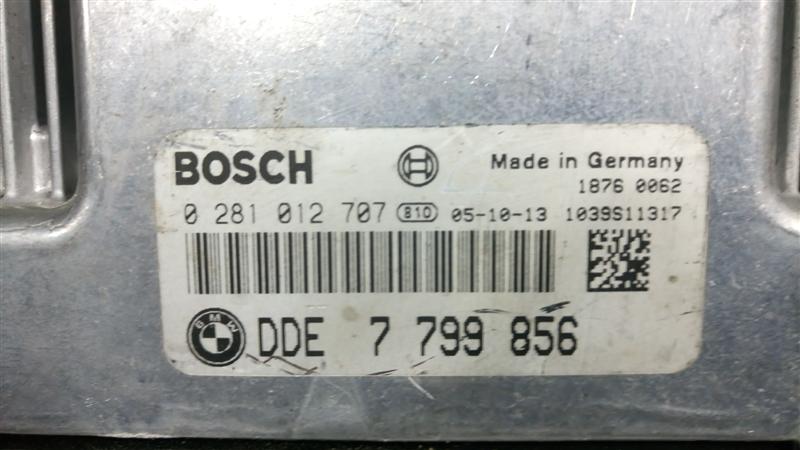 BOSCH
Made in Germany
1876 0062
0 281 012 707 810 05-10-13 1039S11317
BMW
DDE 7 799 856